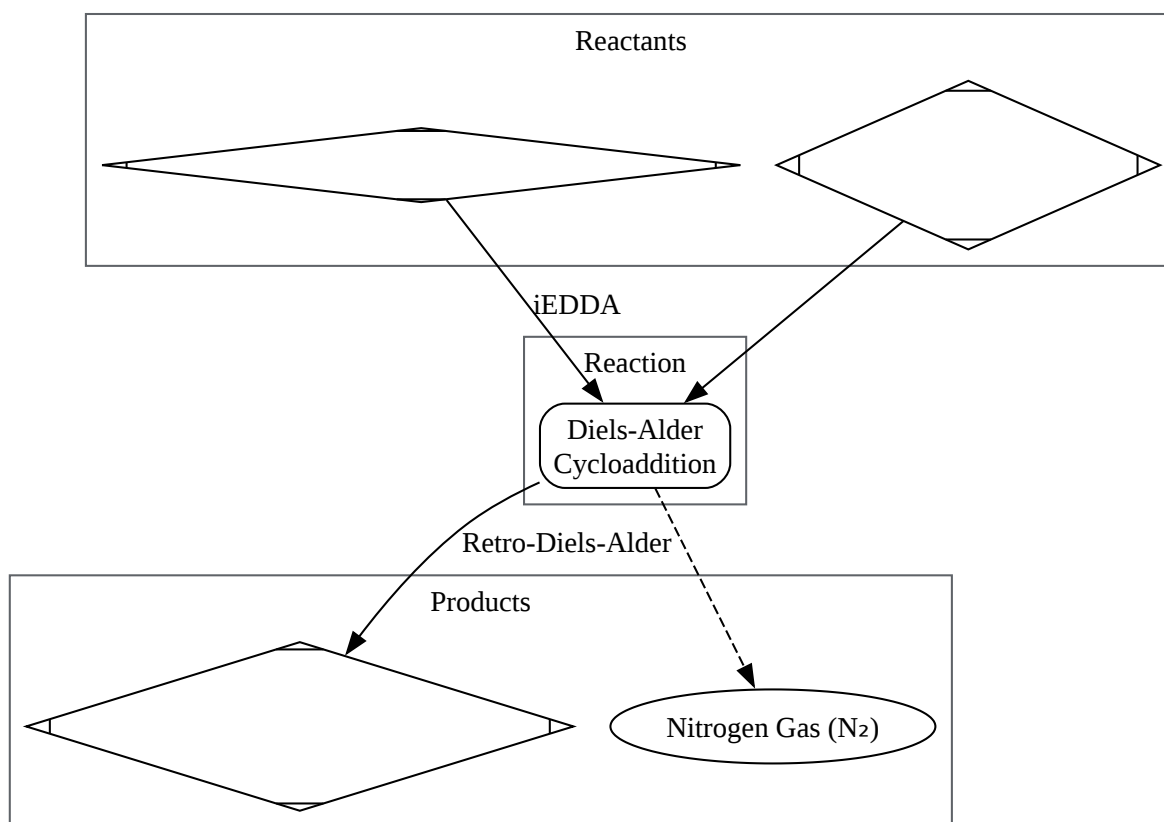 Reactants
iEDDA
Reaction
Diels-Alder
Cycloaddition
Retro-Diels-Alder
Products
Nitrogen Gas (N₂)